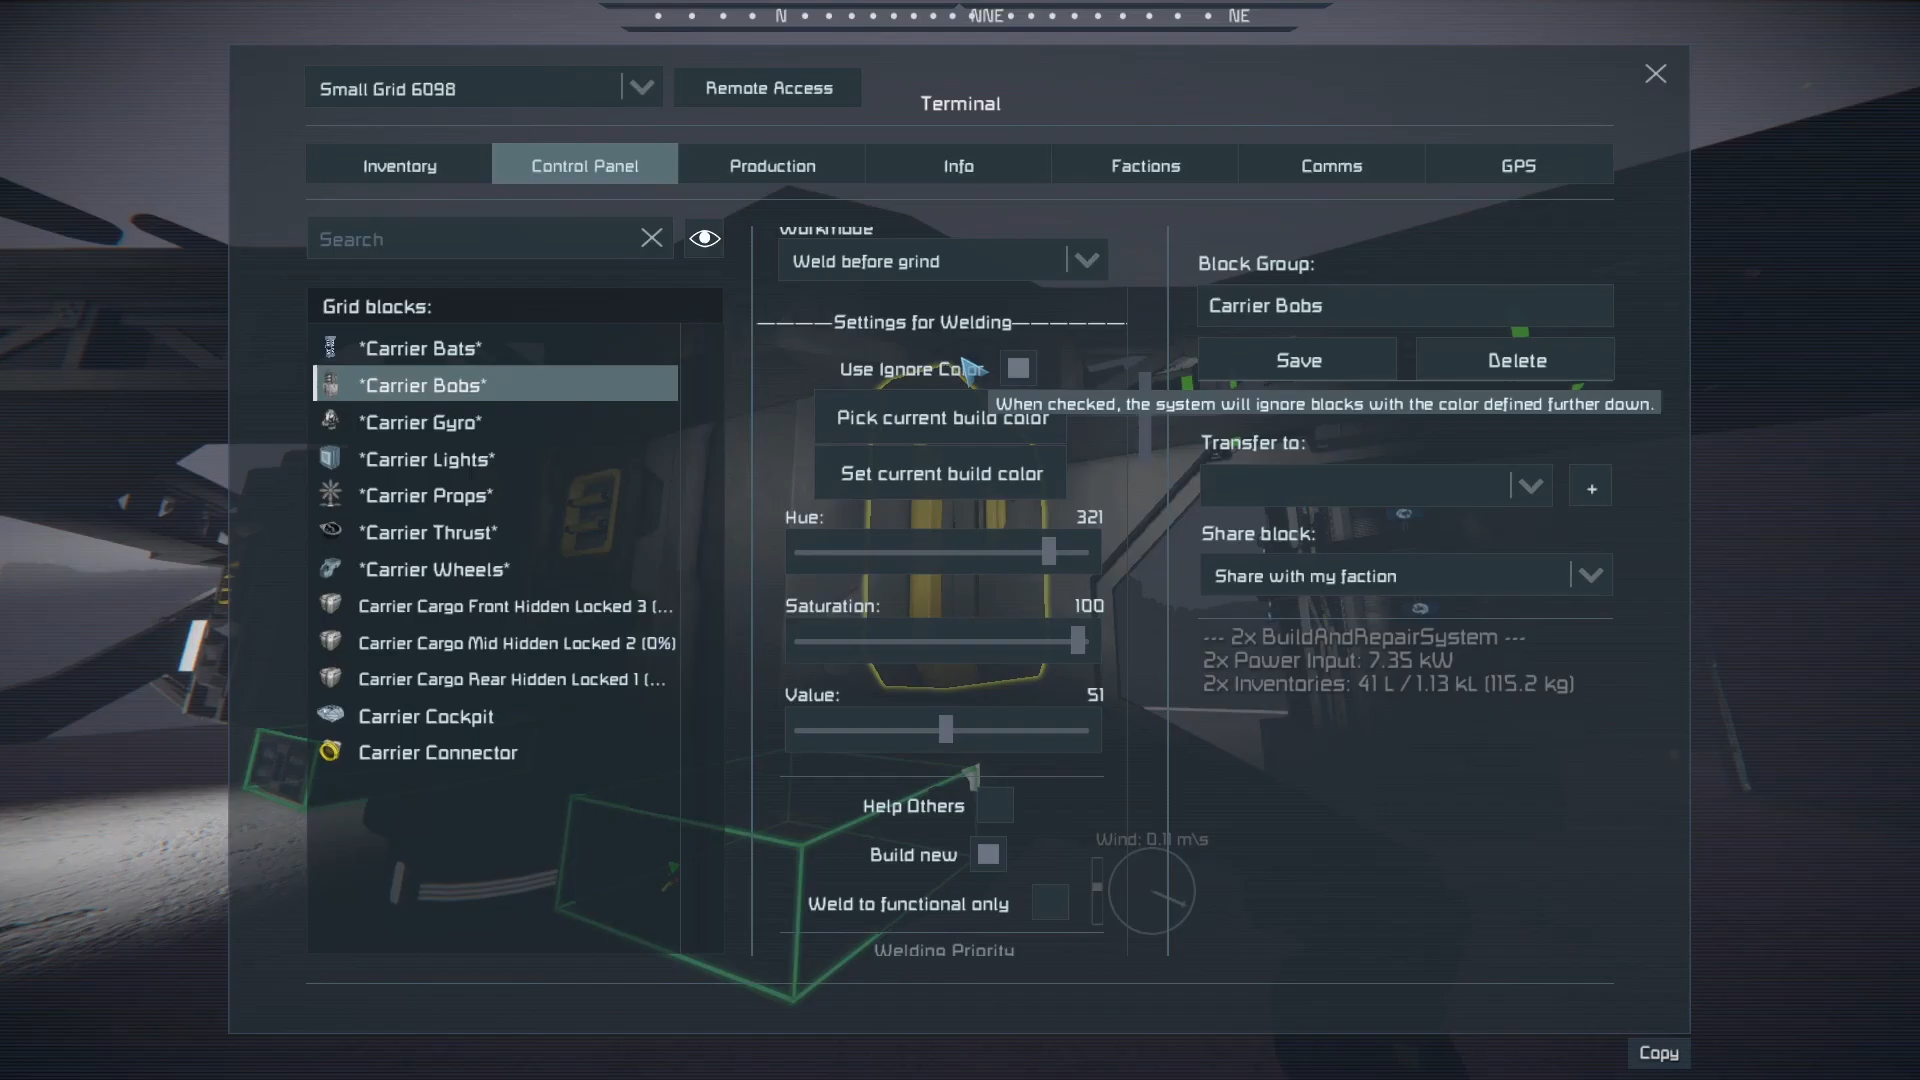 N NNE NE
Small Grid 6098
Remote Access
Terminal
Inventory
Control Panel
Production
Info
Factions
Comms
GPS
Search
Grid blocks:
*Carrier Bats*
*Carrier Bobs*
*Carrier Gyro*
*Carrier Lights*
*Carrier Props*
*Carrier Thrust*
*Carrier Wheels*
Carrier Cargo Front Hidden Locked 3 (...
Carrier Cargo Mid Hidden Locked 2 (0%)
Carrier Cargo Rear Hidden Locked 1 (...
Carrier Cockpit
Carrier Connector
Workmode
Weld before grind
Settings for Welding
Use Ignore Color
When checked, the system will ignore blocks with the color defined further down.
Pick current build color
Set current build color
Hue: 321
Saturation: 100
Value: 51
Help Others
Build new
Weld to functional only
Welding Priority
Wind: 0.11 m\s
Block Group:
Carrier Bobs
Save
Delete
Transfer to:
+
Share block:
Share with my faction
--- 2x BuildAndRepairSystem ---
2x Power Input: 7.35 kW
2x Inventories: 41 L / 1.13 kL (115.2 kg)
Copy